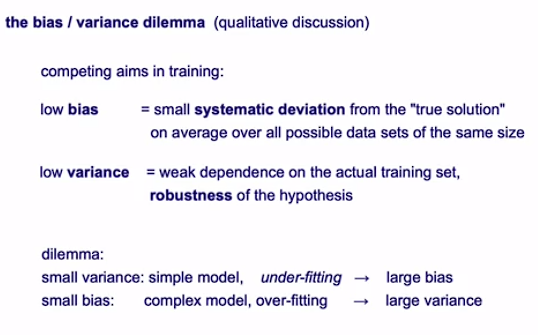 the bias / variance dilemma (qualitative discussion)
competing aims in training:
low bias = small systematic deviation from the "true solution"
on average over all possible data sets of the same size
low variance = weak dependence on the actual training set,
robustness of the hypothesis
dilemma:
small variance: simple model, under-fitting → large bias
small bias: complex model, over-fitting → large variance